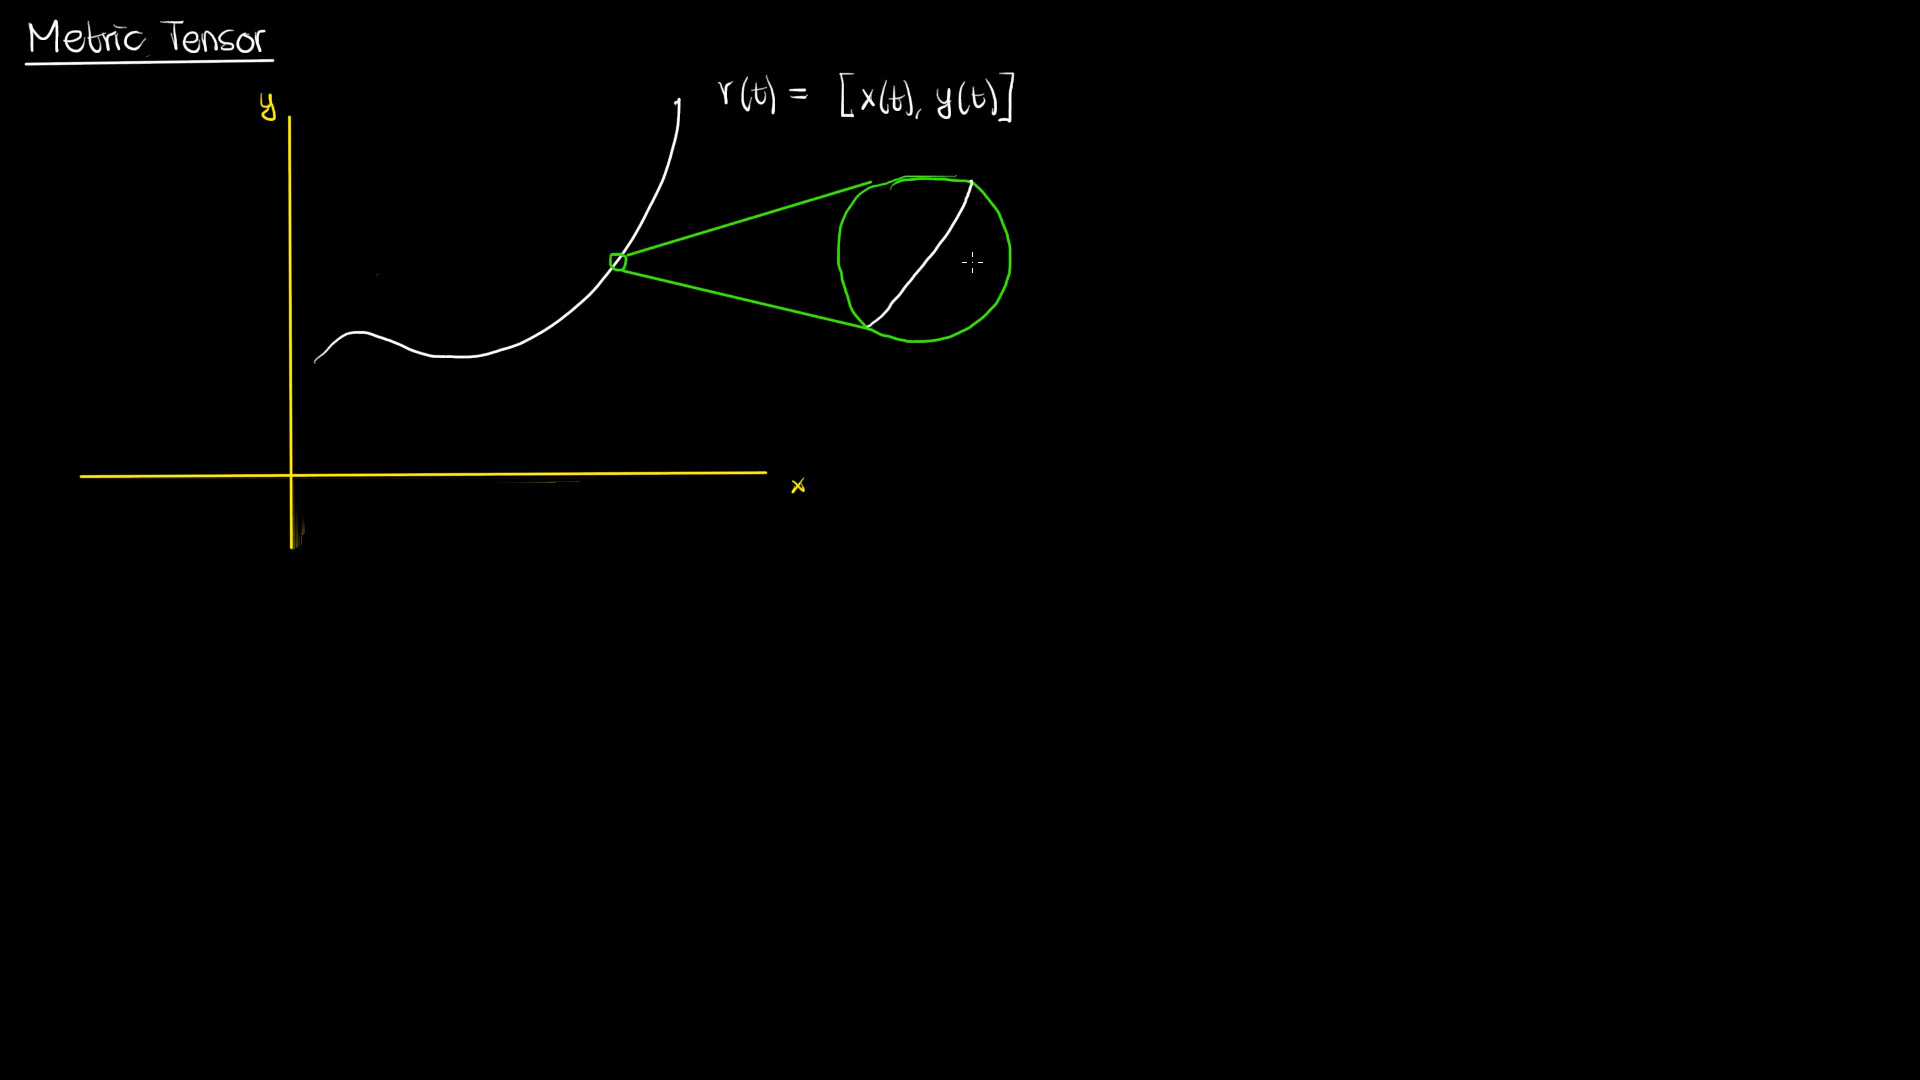 Metric Tensor
y
r(t) = [x(t), y(t)]
x